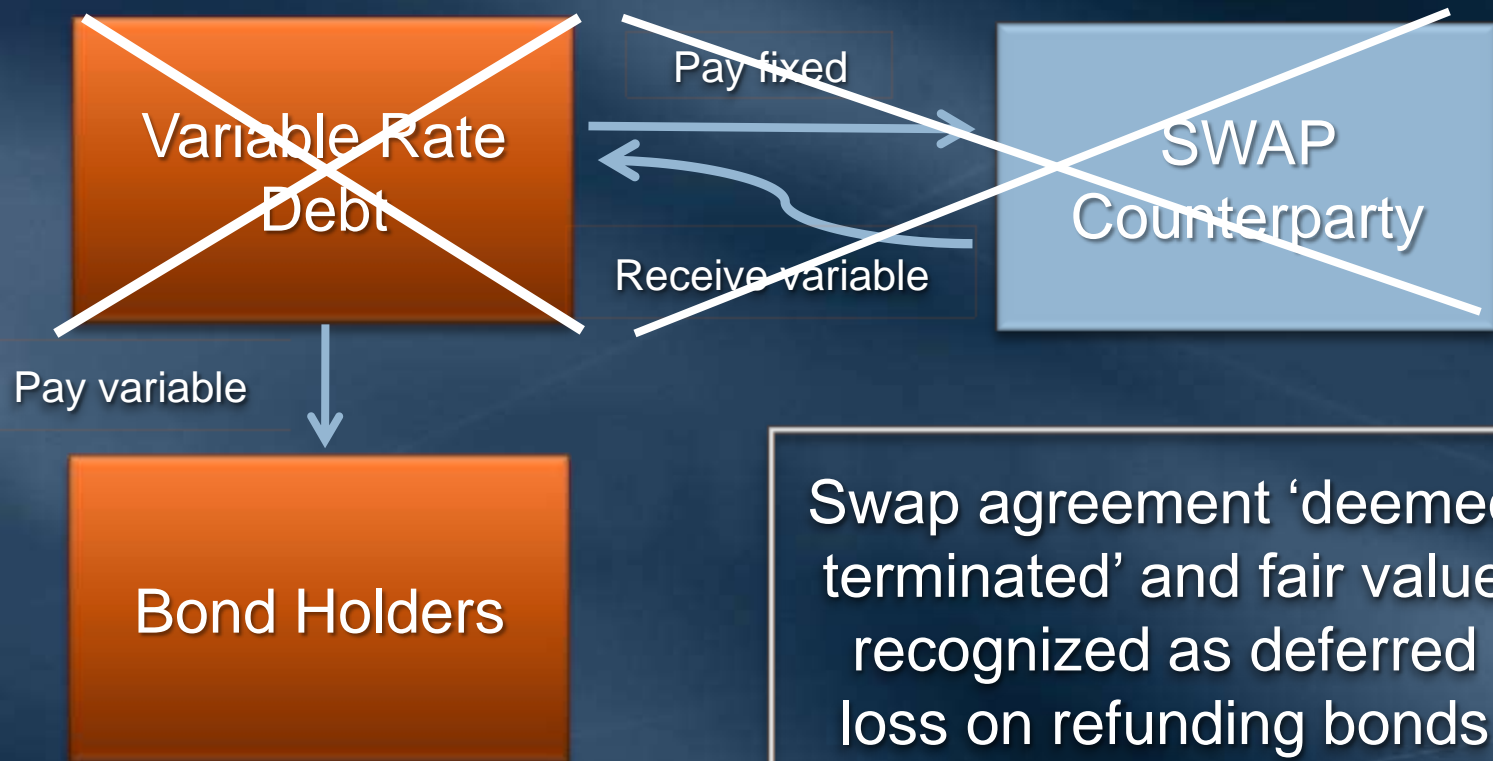 Variable Rate
Debt
Pay fixed
SWAP
Counterparty
Receive variable
Pay variable
Bond Holders
Swap agreement ‘deemed
terminated’ and fair value
recognized as deferred
loss on refunding bonds